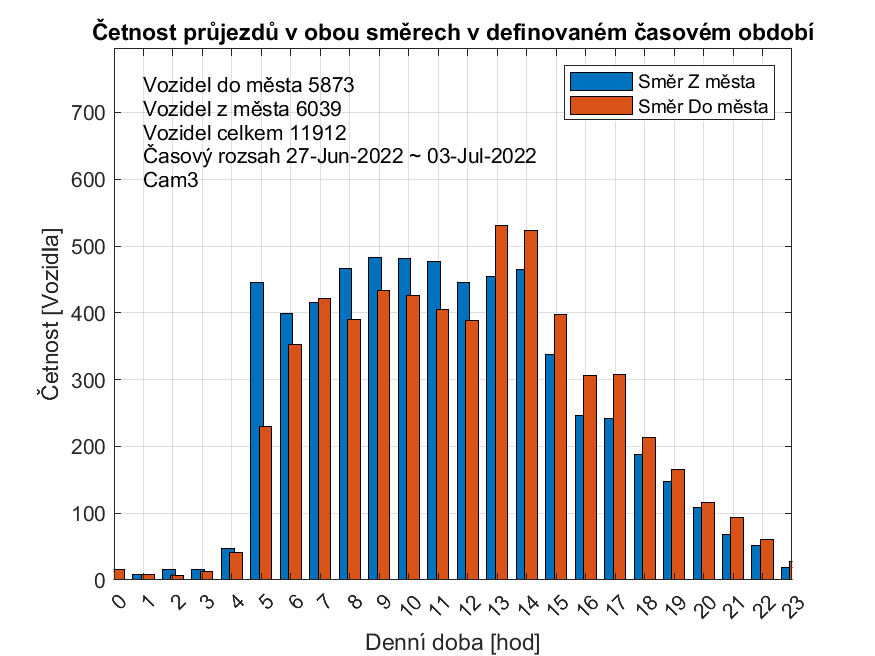 Četnost průjezdů v obou směrech v definovaném časovém období
Vozidel do města 5873
Vozidel z města 6039
Vozidel celkem 11912
Časový rozsah 27-Jun-2022 ~ 03-Jul-2022
Cam3
Směr Z města
Směr Do města
Četnost [Vozidla]
700
600
500
400
300
200
100
0
0 1 2 3 4 5 6 7 8 9 10 11 12 13 14 15 16 17 18 19 20 21 22 23
Denní doba [hod]